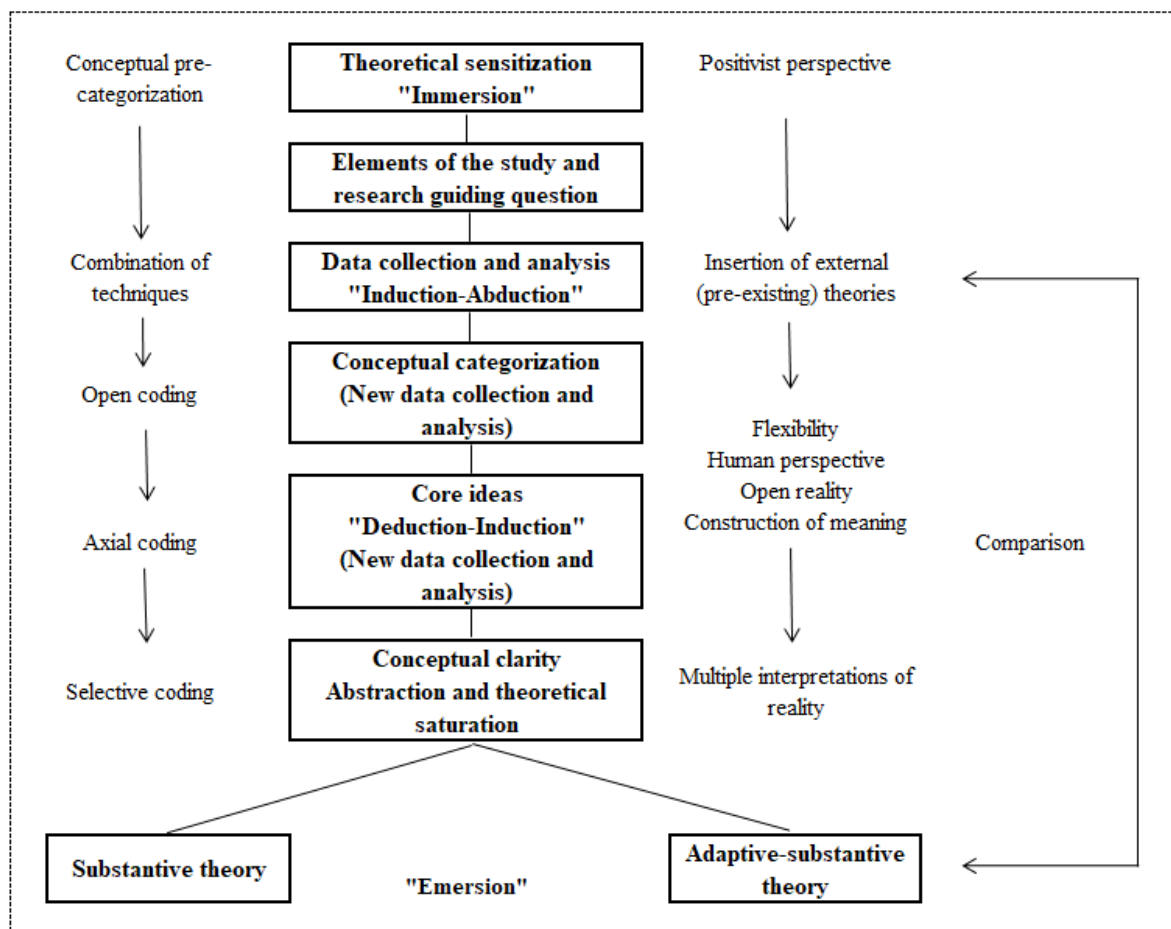 Conceptual pre-
categorization
Theoretical sensitization
"Immersion"
Positivist perspective
Elements of the study and
research guiding question
Combination of
techniques
Data collection and analysis
"Induction-Abduction"
Insertion of external
(pre-existing) theories
Open coding
Conceptual categorization
(New data collection and
analysis)
Flexibility
Human perspective
Open reality
Construction of meaning
Axial coding
Core ideas
"Deduction-Induction"
(New data collection and
analysis)
Comparison
Selective coding
Conceptual clarity
Abstraction and theoretical
saturation
Multiple interpretations of
reality
Substantive theory
"Emersion"
Adaptive-substantive
theory